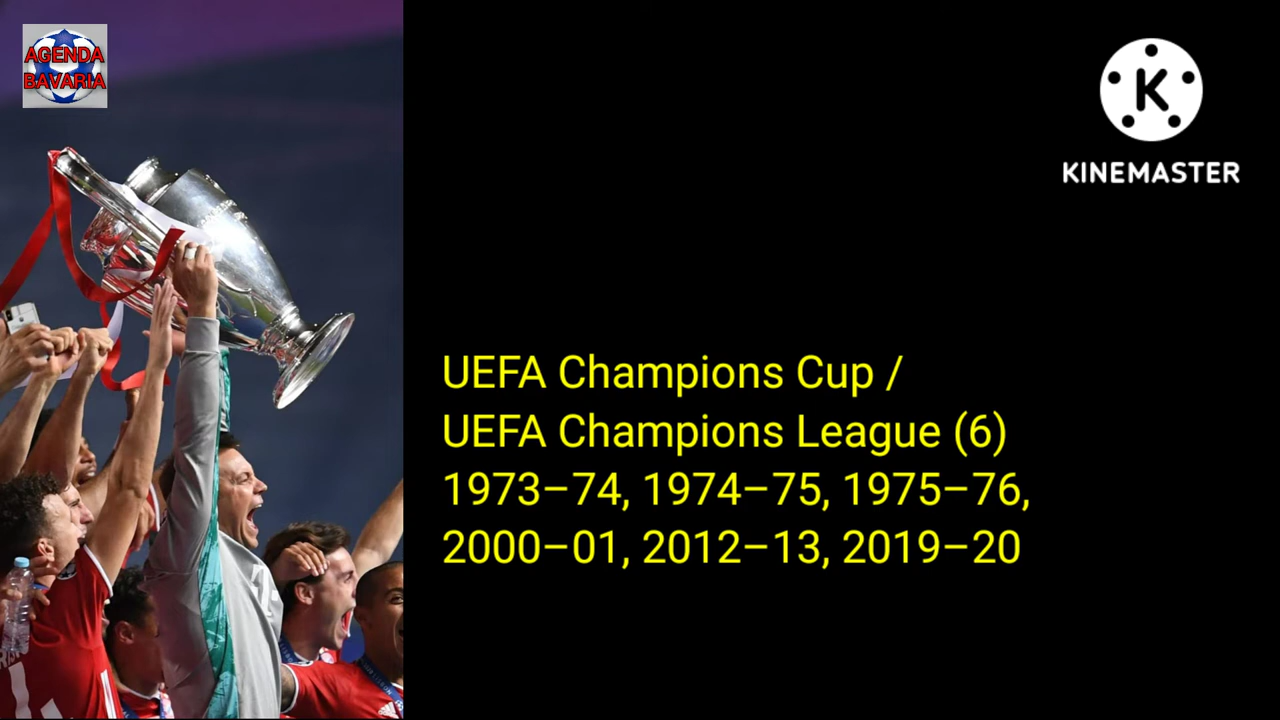 AGENDA
BAVARIA
K
KINEMASTER
UEFA Champions Cup /
UEFA Champions League (6)
1973–74, 1974–75, 1975–76,
2000–01, 2012–13, 2019–20